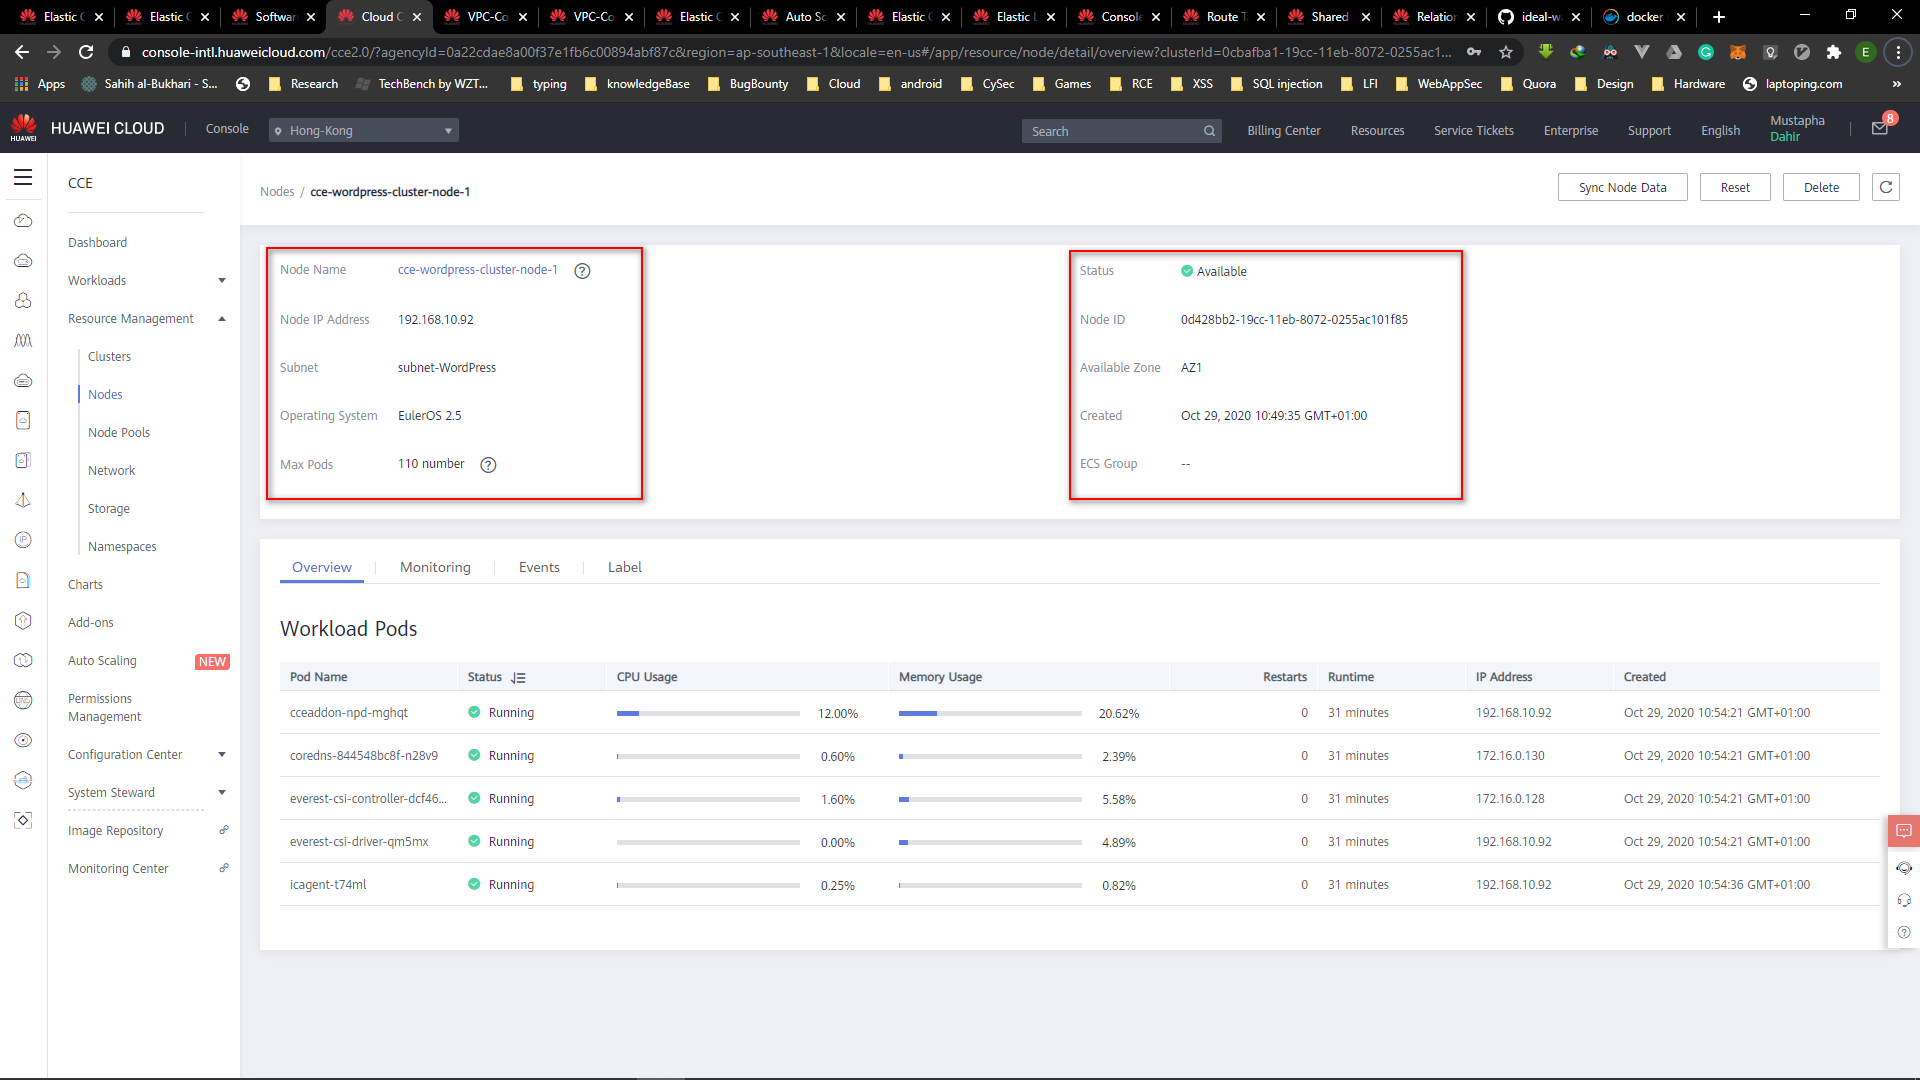 Elastic C
Elastic C
Software
Cloud C
VPC-Co
VPC-Co
Elastic C
Auto Sc
Elastic C
Elastic L
Console
Route T
Shared
Relation
ideal-wa
docker
console-intl.huaweicloud.com/cce2.0/?agencyId=0a22cdae8a00f37e1fb6c00894abf87c&region=ap-southeast-1&locale=en-us#/app/resource/node/detail/overview?clusterId=0cbafba1-19cc-11eb-8072-0255ac1...
E
Apps
Sahih al-Bukhari - S...
Research
TechBench by WZT...
typing
knowledgeBase
BugBounty
Cloud
android
CySec
Games
RCE
XSS
SQL injection
LFI
WebAppSec
Quora
Design
Hardware
laptoping.com
»
HUAWEI
HUAWEI CLOUD
Console
Hong-Kong
Search
Billing Center
Resources
Service Tickets
Enterprise
Support
English
Mustapha
Dahir
8
CCE
Dashboard
Workloads
Resource Management
Clusters
Nodes
Node Pools
Network
Storage
Namespaces
Charts
Add-ons
Auto Scaling NEW
Permissions
Management
Configuration Center
System Steward
Image Repository
Monitoring Center
IP
DNS
Nodes / cce-wordpress-cluster-node-1
Sync Node Data
Reset
Delete
Node Name cce-wordpress-cluster-node-1 ?
Node IP Address 192.168.10.92
Subnet subnet-WordPress
Operating System EulerOS 2.5
Max Pods 110 number ?
Status Available
Node ID 0d428bb2-19cc-11eb-8072-0255ac101f85
Available Zone AZ1
Created Oct 29, 2020 10:49:35 GMT+01:00
ECS Group --
Overview Monitoring Events Label
Workload Pods
Pod Name Status CPU Usage Memory Usage Restarts Runtime IP Address Created
cceaddon-npd-mghqt Running 12.00% 20.62% 0 31 minutes 192.168.10.92 Oct 29, 2020 10:54:21 GMT+01:00
coredns-844548bc8f-n28v9 Running 0.60% 2.39% 0 31 minutes 172.16.0.130 Oct 29, 2020 10:54:21 GMT+01:00
everest-csi-controller-dcf46... Running 1.60% 5.58% 0 31 minutes 172.16.0.128 Oct 29, 2020 10:54:21 GMT+01:00
everest-csi-driver-qm5mx Running 0.00% 4.89% 0 31 minutes 192.168.10.92 Oct 29, 2020 10:54:21 GMT+01:00
icagent-t74ml Running 0.25% 0.82% 0 31 minutes 192.168.10.92 Oct 29, 2020 10:54:36 GMT+01:00